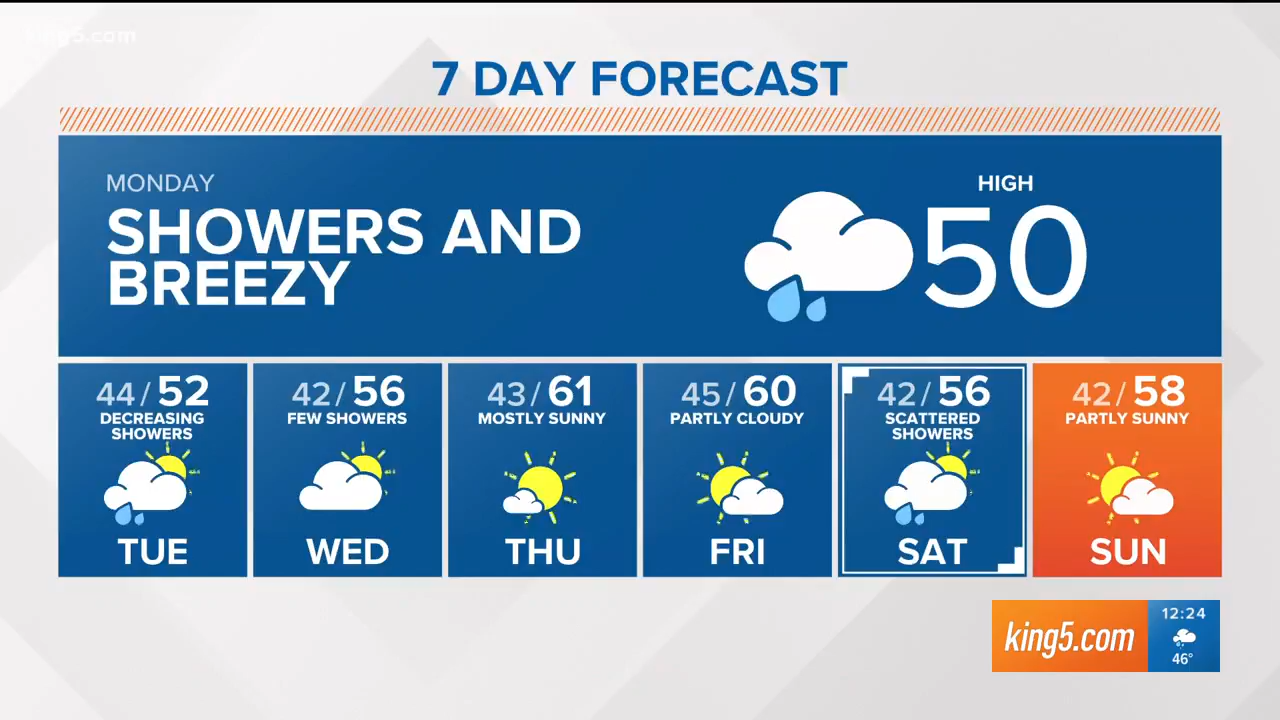 king5.com
7 DAY FORECAST
MONDAY
SHOWERS AND
BREEZY
HIGH
50
44 / 52
DECREASING
SHOWERS
TUE
42 / 56
FEW SHOWERS
WED
43 / 61
MOSTLY SUNNY
THU
45 / 60
PARTLY CLOUDY
FRI
42 / 56
SCATTERED
SHOWERS
SAT
42 / 58
PARTLY SUNNY
SUN
king5.com
12:24
46°